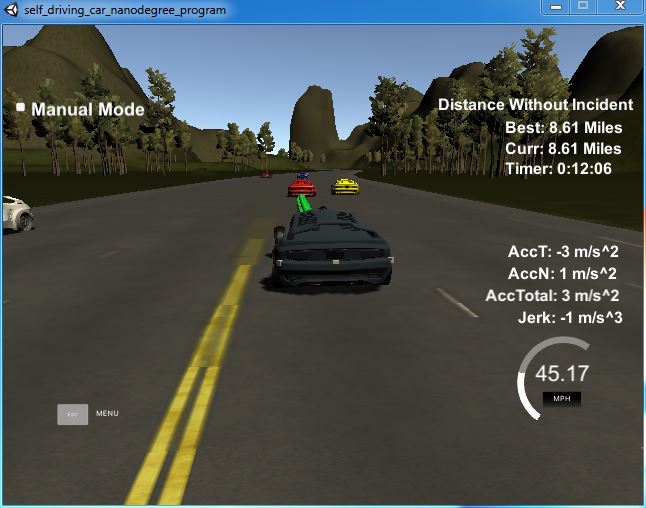 self_driving_car_nanodegree_program
Manual Mode
Distance Without Incident
Best: 8.61 Miles
Curr: 8.61 Miles
Timer: 0:12:06
AccT: -3 m/s^2
AccN: 1 m/s^2
AccTotal: 3 m/s^2
Jerk: -1 m/s^3
45.17
MPH
ESC MENU